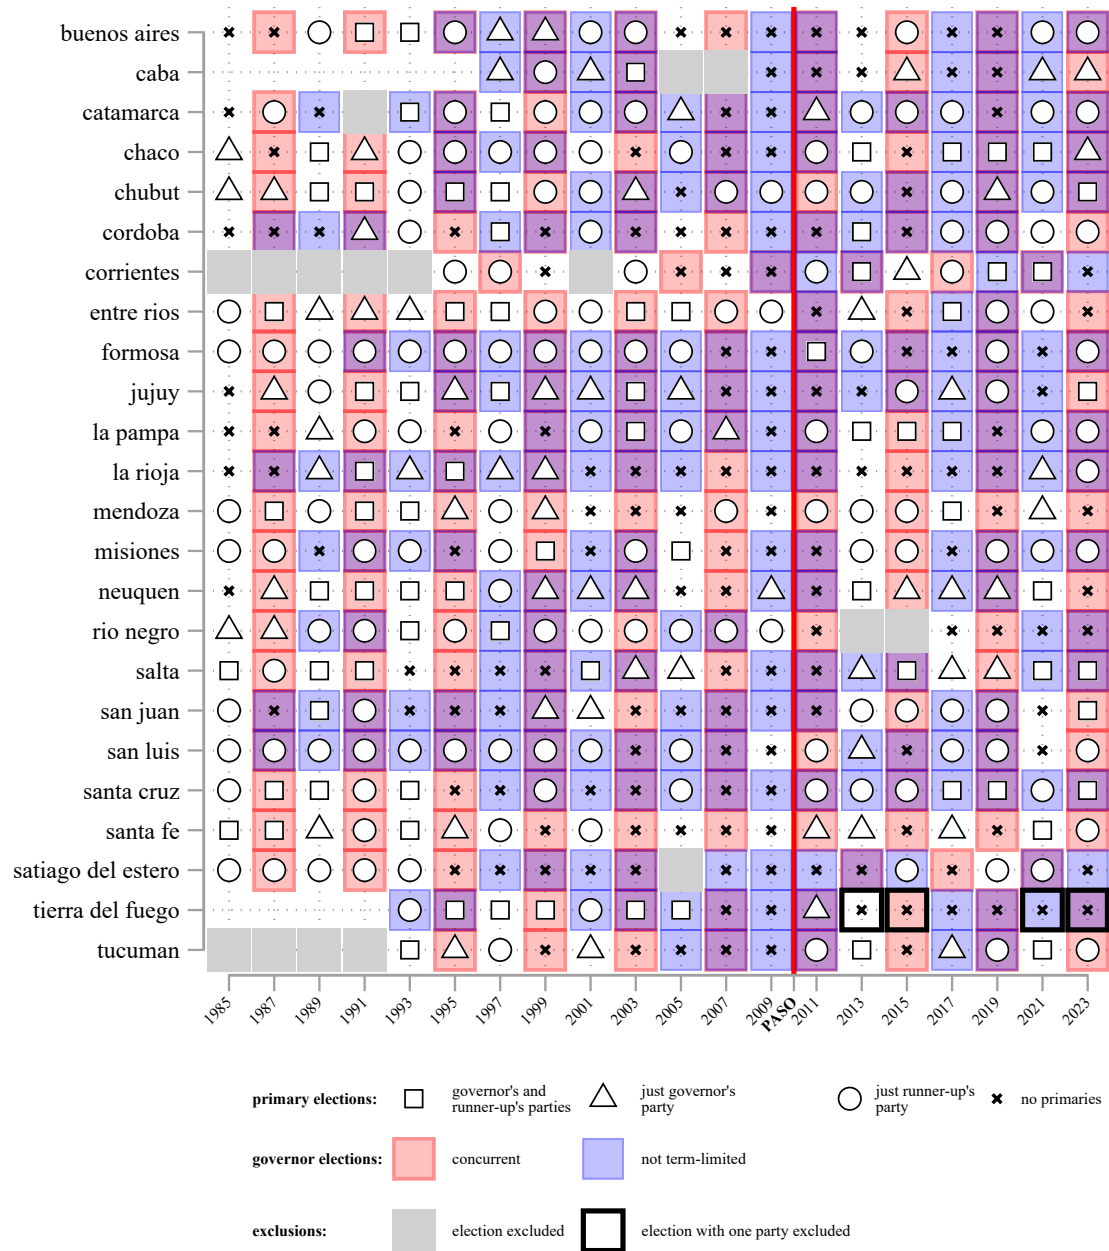 buenos aires
caba
catamarca
chaco
chubut
cordoba
corrientes
entre rios
formosa
jujuy
la pampa
la rioja
mendoza
misiones
neuquen
rio negro
salta
san juan
san luis
santa cruz
santa fe
satiago del estero
tierra del fuego
tucuman
1985 1987 1989 1991 1993 1995 1997 1999 2001 2003 2005 2007 2009 PASO 2011 2013 2015 2017 2019 2021 2023
primary elections: governor's and runner-up's parties just governor's party just runner-up's party no primaries
governor elections: concurrent not term-limited
exclusions: election excluded election with one party excluded